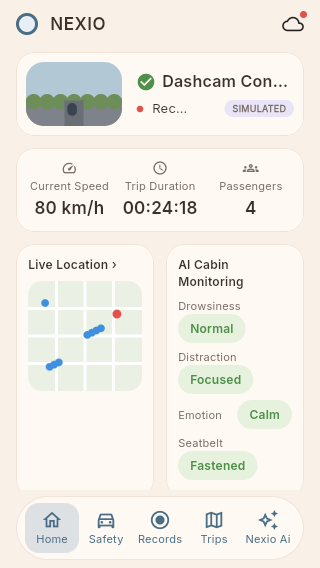 NEXIO
Dashcam Con...
Rec...
SIMULATED
Current Speed
80 km/h
Trip Duration
00:24:18
Passengers
4
Live Location ›
AI Cabin
Monitoring
Drowsiness
Normal
Distraction
Focused
Emotion
Calm
Seatbelt
Fastened
Home
Safety
Records
Trips
Nexio Ai